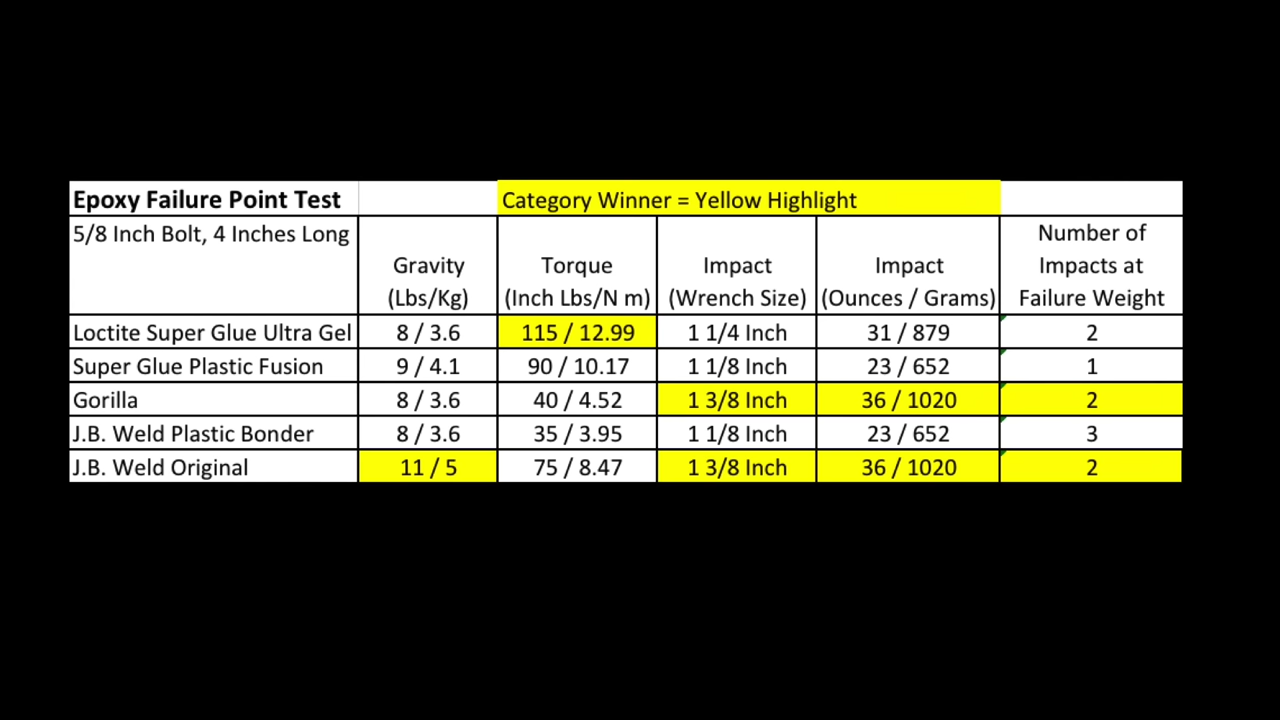 Epoxy Failure Point Test Category Winner = Yellow Highlight
5/8 Inch Bolt, 4 Inches Long
Gravity
(Lbs/Kg)
Torque
(Inch Lbs/N m)
Impact
(Wrench Size)
Impact
(Ounces / Grams)
Number of
Impacts at
Failure Weight
Loctite Super Glue Ultra Gel 8 / 3.6 115 / 12.99 1 1/4 Inch 31 / 879 2
Super Glue Plastic Fusion 9 / 4.1 90 / 10.17 1 1/8 Inch 23 / 652 1
Gorilla 8 / 3.6 40 / 4.52 1 3/8 Inch 36 / 1020 2
J.B. Weld Plastic Bonder 8 / 3.6 35 / 3.95 1 1/8 Inch 23 / 652 3
J.B. Weld Original 11 / 5 75 / 8.47 1 3/8 Inch 36 / 1020 2